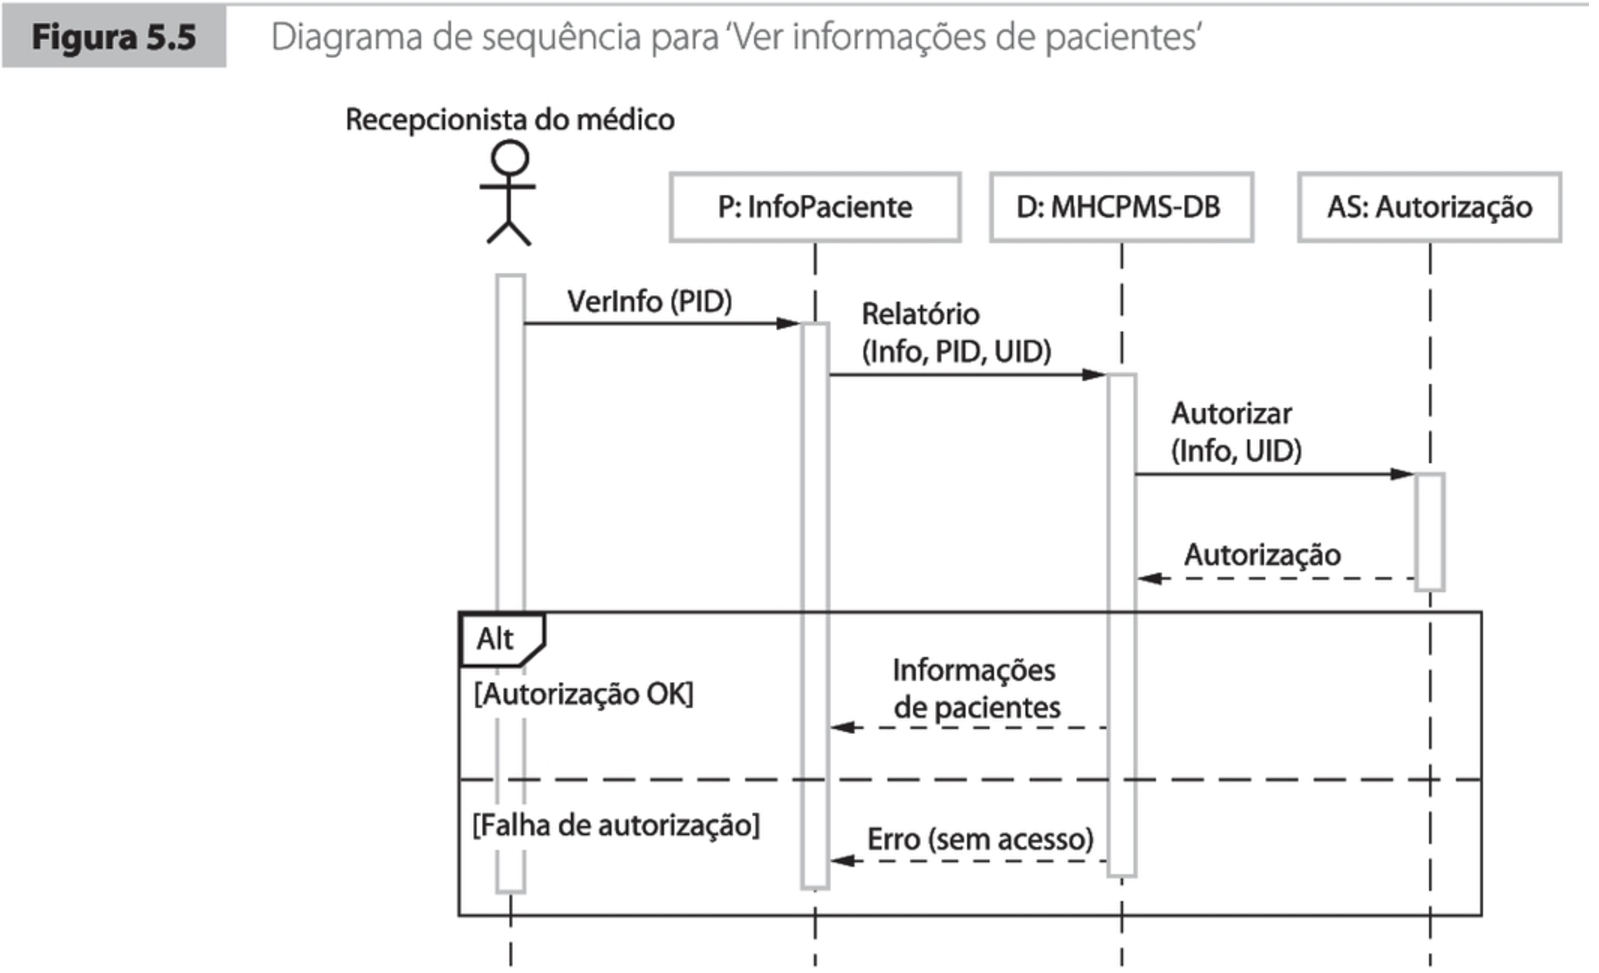 Figura 5.5
Diagrama de sequência para ‘Ver informações de pacientes’
Recepcionista do médico
P: InfoPaciente
D: MHCPMS-DB
AS: Autorização
VerInfo (PID)
Relatório
(Info, PID, UID)
Autorizar
(Info, UID)
Autorização
Alt
[Autorização OK]
Informações
de pacientes
[Falha de autorização]
Erro (sem acesso)